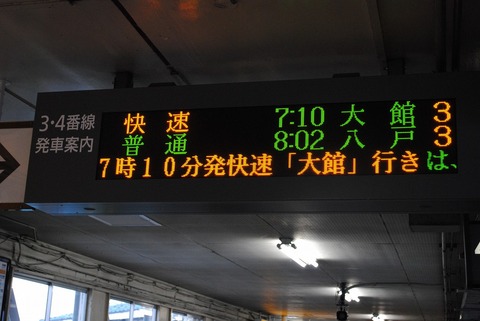 3・4番線
発車案内
快速 7:10 大館 3
普通 8:02 八戸 3
7時10分発快速「大館」行きは、